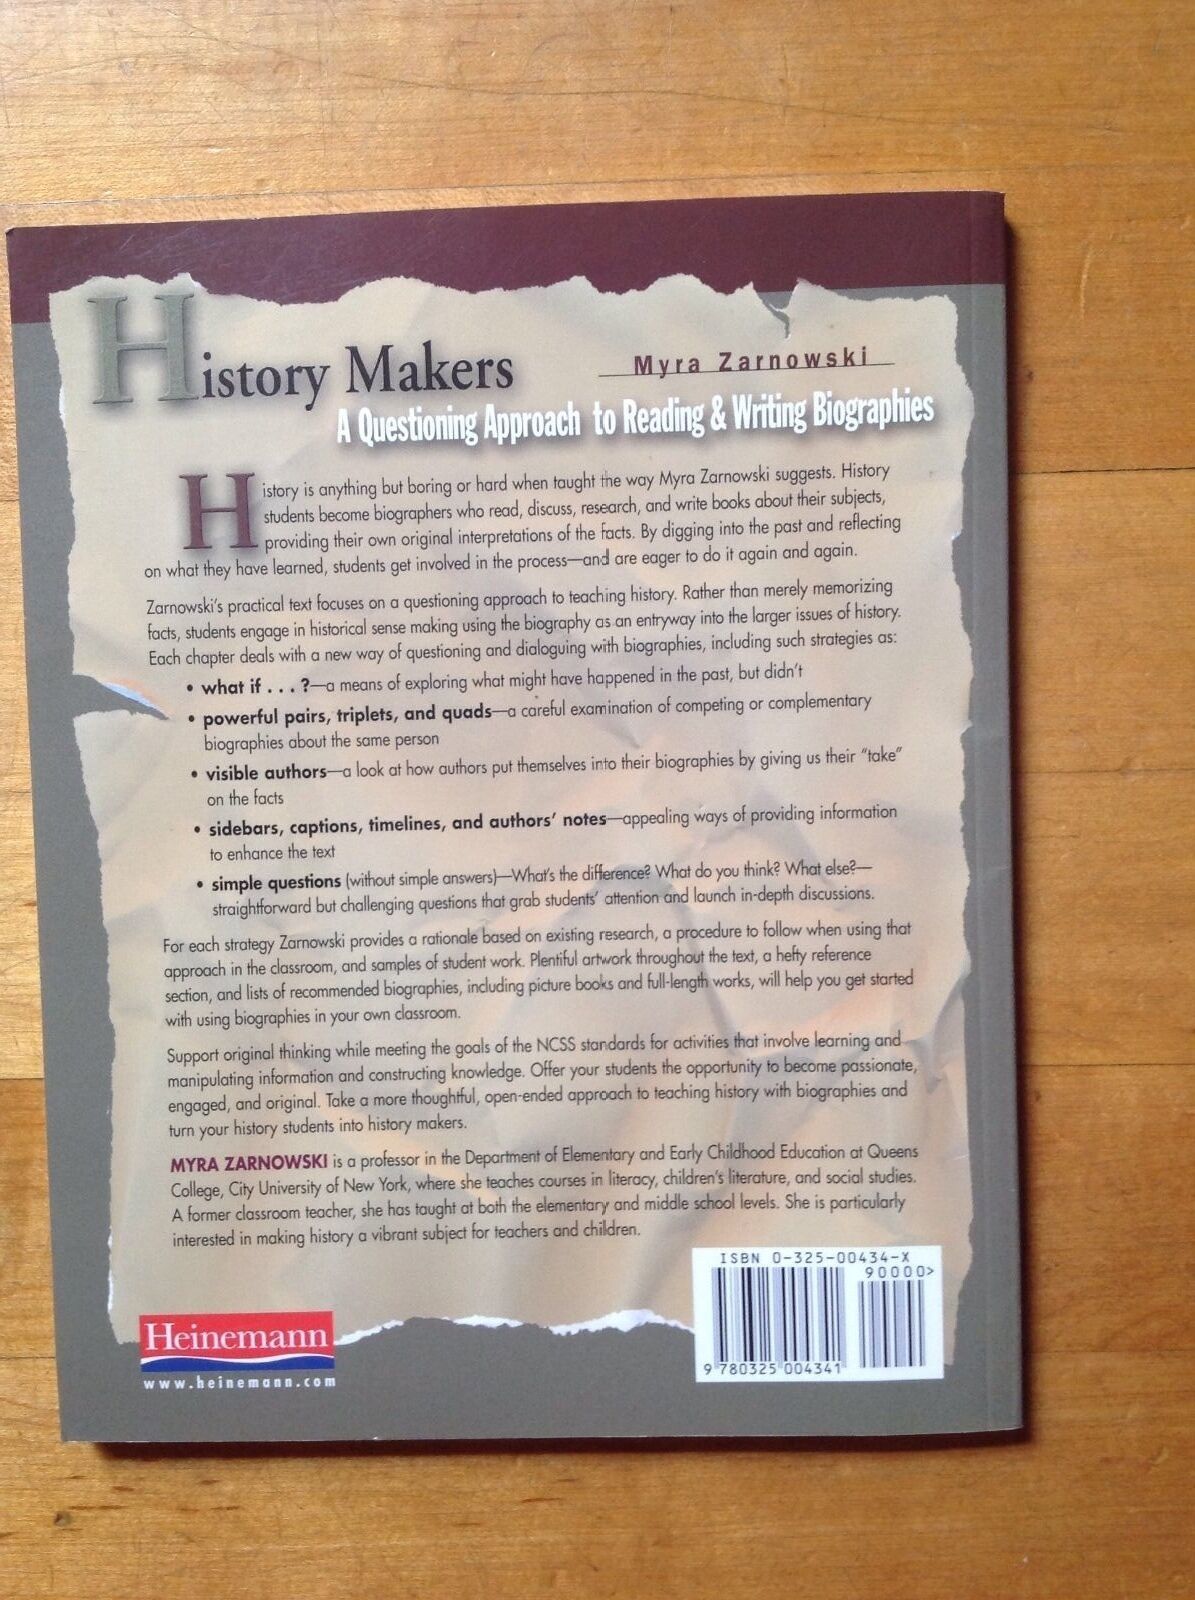 History Makers
Myra Zarnowski
A Questioning Approach to Reading & Writing Biographies
History is anything but boring or hard when taught the way Myra Zarnowski suggests. History
students become biographers who read, discuss, research, and write books about their subjects,
providing their own original interpretations of the facts. By digging into the past and reflecting
on what they have learned, students get involved in the process—and are eager to do it again and again.
Zarnowski's practical text focuses on a questioning approach to teaching history. Rather than merely memorizing
facts, students engage in historical sense making using the biography as an entryway into the larger issues of history.
Each chapter deals with a new way of questioning and dialoguing with biographies, including such strategies as:
• what if . . . ?—a means of exploring what might have happened in the past, but didn't
• powerful pairs, triplets, and quads—a careful examination of competing or complementary
biographies about the same person
• visible authors—a look at how authors put themselves into their biographies by giving us their "take"
on the facts
• sidebars, captions, timelines, and authors' notes—appealing ways of providing information
to enhance the text
• simple questions (without simple answers)—What's the difference? What do you think? What else?—
straightforward but challenging questions that grab students' attention and launch in-depth discussions.
For each strategy Zarnowski provides a rationale based on existing research, a procedure to follow when using that
approach in the classroom, and samples of student work. Plentiful artwork throughout the text, a hefty reference
section, and lists of recommended biographies, including picture books and full-length works, will help you get started
with using biographies in your own classroom.
Support original thinking while meeting the goals of the NCSS standards for activities that involve learning and
manipulating information and constructing knowledge. Offer your students the opportunity to become passionate,
engaged, and original. Take a more thoughtful, open-ended approach to teaching history with biographies and
turn your history students into history makers.
MYRA ZARNOWSKI is a professor in the Department of Elementary and Early Childhood Education at Queens
College, City University of New York, where she teaches courses in literacy, children's literature, and social studies.
A former classroom teacher, she has taught at both the elementary and middle school levels. She is particularly
interested in making history a vibrant subject for teachers and children.
ISBN 0-325-00434-X
90000>
9 780325 004341
Heinemann
www.heinemann.com